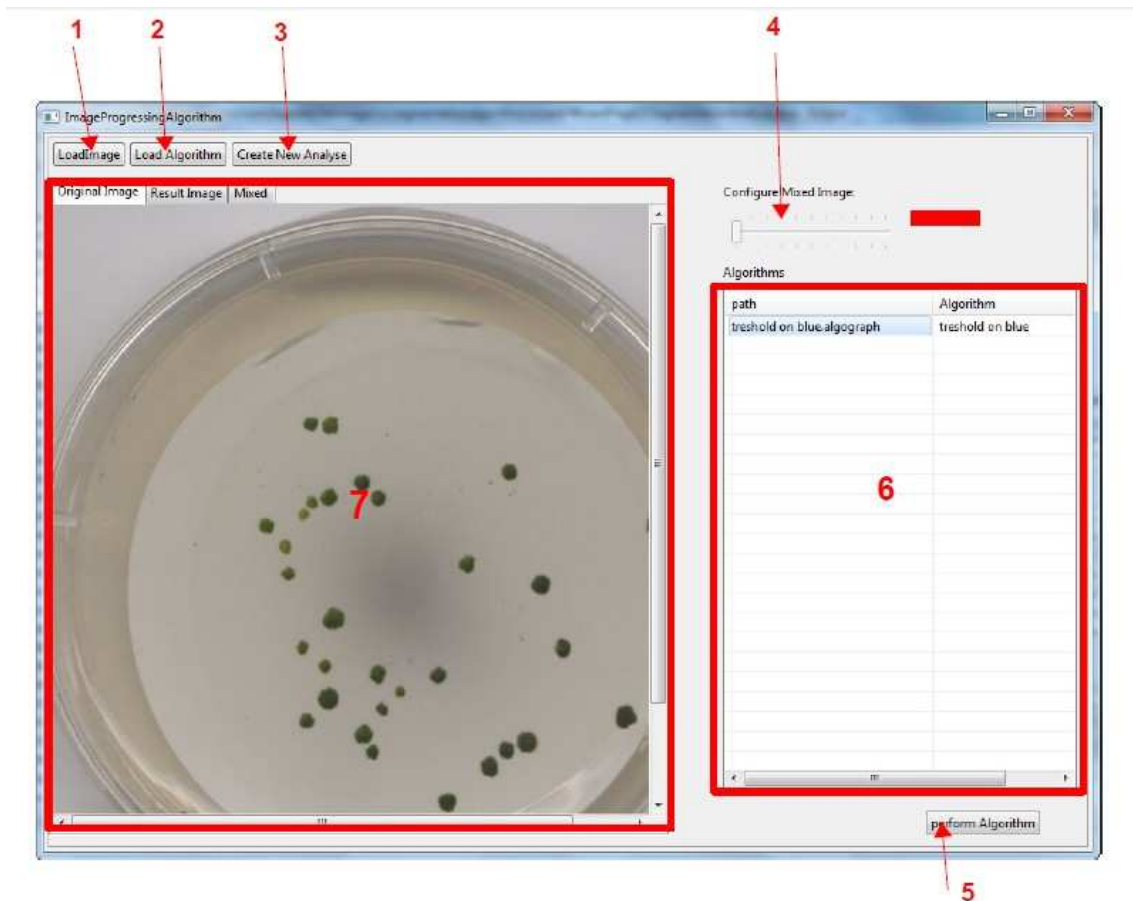 1 2 3 4
ImageProgressingAlgorithm
LoadImage Load Algorithm Create New Analyse
Original Image Result Image Mixed
Configure Mixed Image:
Algorithms
path Algorithm
treshold on blue.algograph treshold on blue
6
7
perform Algorithm
5